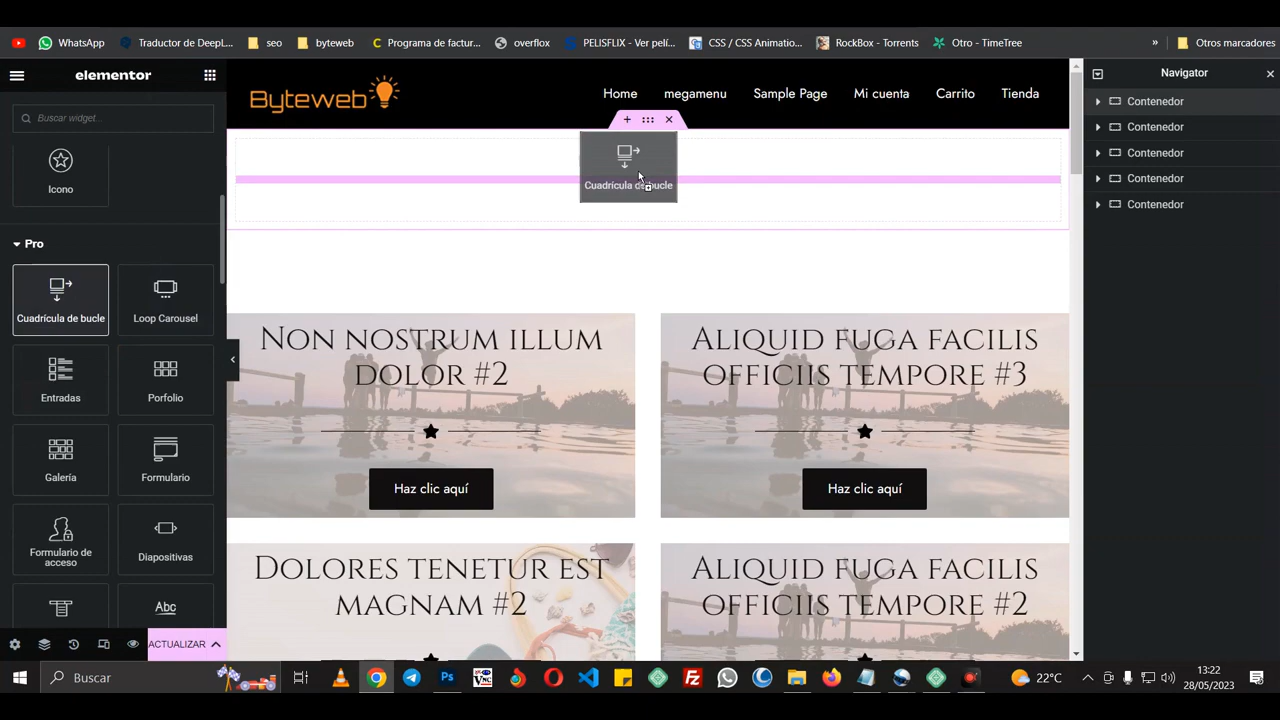 WhatsApp
Traductor de DeepL...
seo
byteweb
Programa de factur...
overflox
PELISFLIX - Ver pelí...
CSS / CSS Animatio...
RockBox - Torrents
Otro - TimeTree
»
Otros marcadores
elementor
Byteweb
Home
megamenu
Sample Page
Mi cuenta
Carrito
Tienda
Navigator
Buscar widget...
Icono
Pro
Cuadrícula de bucle
Loop Carousel
Entradas
Porfolio
Galería
Formulario
Formulario de
acceso
Diapositivas
Abc
ACTUALIZAR
Cuadrícula de bucle
Contenedor
Contenedor
Contenedor
Contenedor
Contenedor
Non nostrum illum
dolor #2
Haz clic aquí
Aliquid fuga facilis
officiis tempore #3
Haz clic aquí
Dolores tenetur est
magnam #2
Aliquid fuga facilis
officiis tempore #2
Buscar
22°C
13:22
28/05/2023